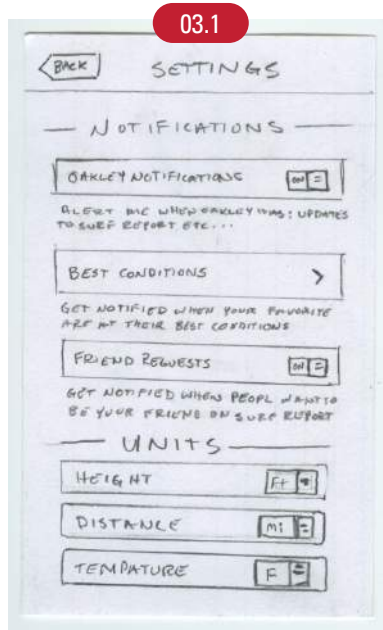 03.1
BACK
SETTINGS
NOTIFICATIONS
OAKLEY NOTIFICATIONS ON
ALERT ME WHEN OAKLEY HAS: UPDATES
TO SURF REPORT ETC...
BEST CONDITIONS >
GET NOTIFIED WHEN YOUR FAVORITE
ARE AT THEIR BEST CONDITIONS
FRIEND REQUESTS ON
GET NOTIFIED WHEN PEOPL WANT TO
BE YOUR FRIEND ON SURF REPORT
UNITS
HEIGHT Ft
DISTANCE mi
TEMPATURE F